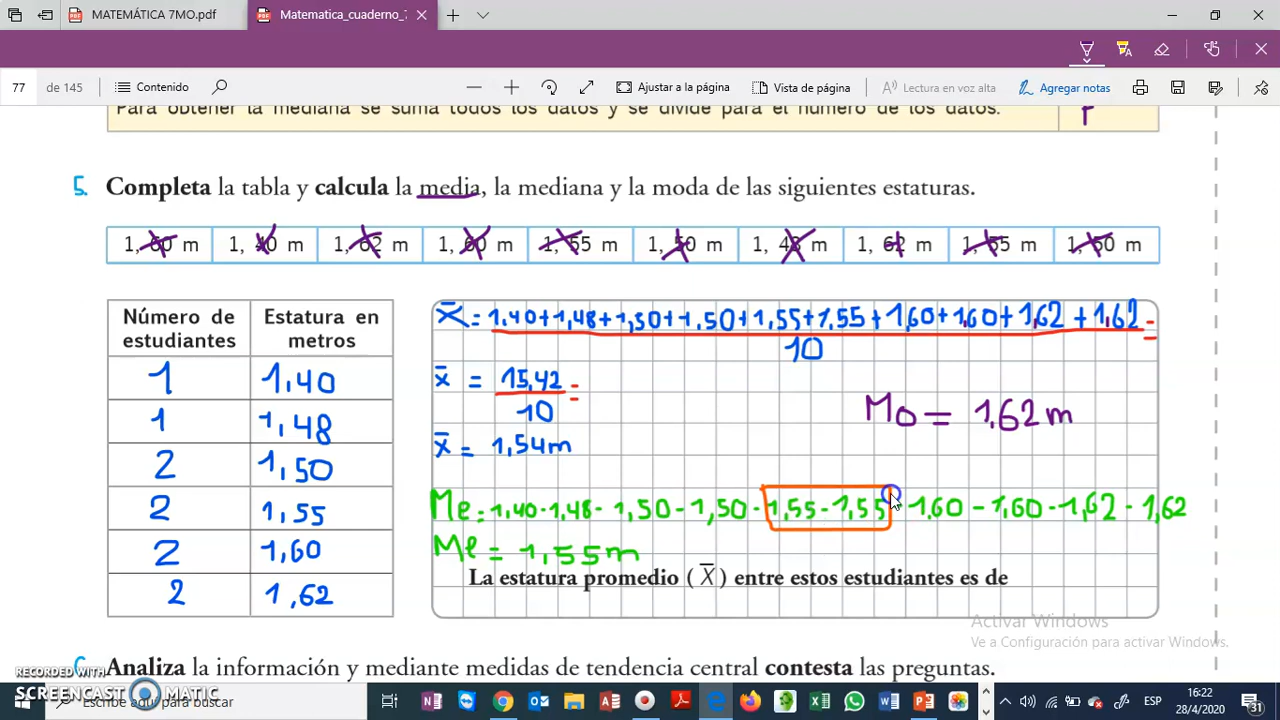 MATEMÁTICA 7MO.pdf
Matematica_cuaderno_7
77 de 145
Contenido
Ajustar a la página
Vista de página
Lectura en voz alta
Agregar notas
Para obtener la mediana se suma todos los datos y se divide para el número de los datos.
F
5. Completa la tabla y calcula la media, la mediana y la moda de las siguientes estaturas.
1, 60 m 1, 40 m 1, 62 m 1, 60 m 1, 55 m 1, 50 m 1, 48 m 1, 62 m 1, 55 m 1, 50 m
Número de estudiantes Estatura en metros
1 1,40
1 1,48
2 1,50
2 1,55
2 1,60
2 1,62
X̅ = 1,40+1,48+1,50+1,50+1,55+1,55+1,60+1,60+1,62+1,62 =
10
x̅ = 15,42 =
10
x̅ = 1,54m
Mo = 1,62 m
Me = 1,40 - 1,48 - 1,50 - 1,50 - 1,55 - 1,55 - 1,60 - 1,60 - 1,62 - 1,62
Me = 1,55m
La estatura promedio ( X̅ ) entre estos estudiantes es de
Activar Windows
Ve a Configuración para activar Windows.
Analiza la información y mediante medidas de tendencia central contesta las preguntas.
RECORDED WITH
SCREENCAST MATIC
Escribe aquí para buscar
ESP
16:22
28/4/2020
31